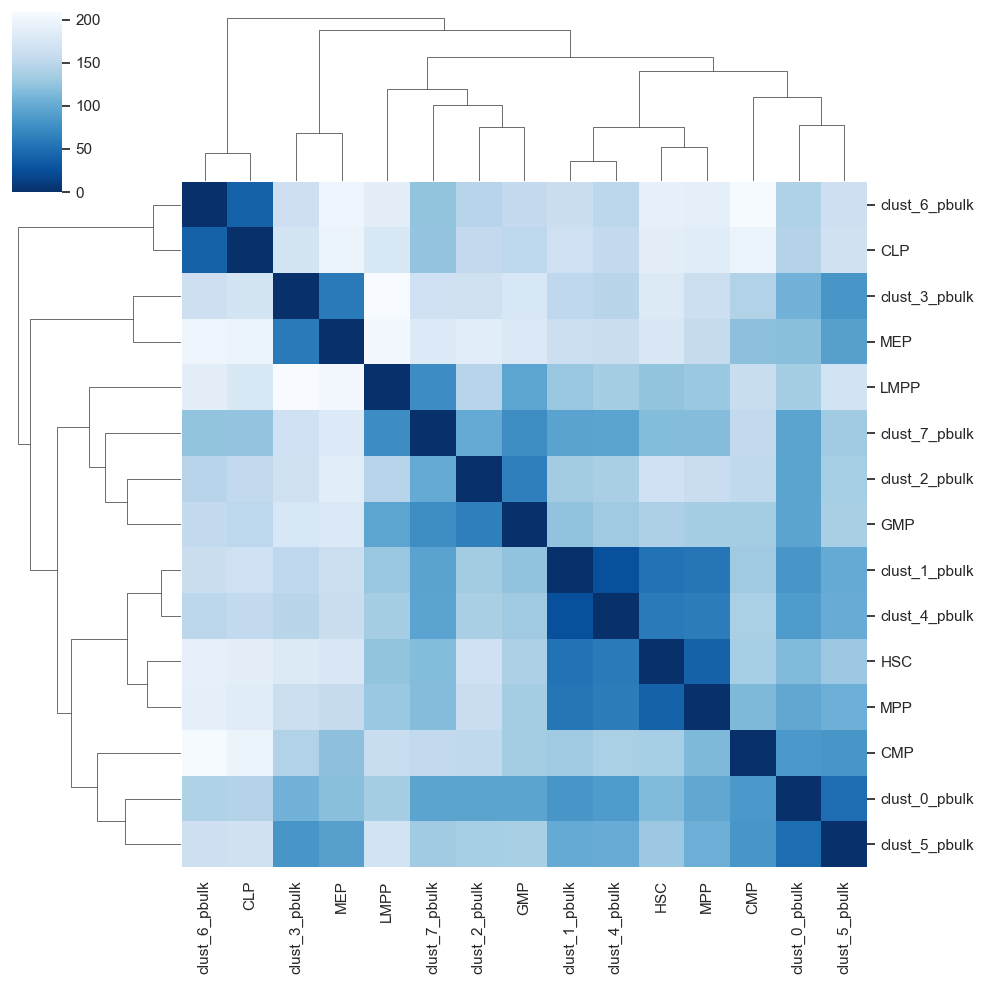 200
150
100
50
0
clust_6_pbulk
CLP
clust_3_pbulk
MEP
LMPP
clust_7_pbulk
clust_2_pbulk
GMP
clust_1_pbulk
clust_4_pbulk
HSC
MPP
CMP
clust_0_pbulk
clust_5_pbulk
clust_6_pbulk
CLP
clust_3_pbulk
MEP
LMPP
clust_7_pbulk
clust_2_pbulk
GMP
clust_1_pbulk
clust_4_pbulk
HSC
MPP
CMP
clust_0_pbulk
clust_5_pbulk